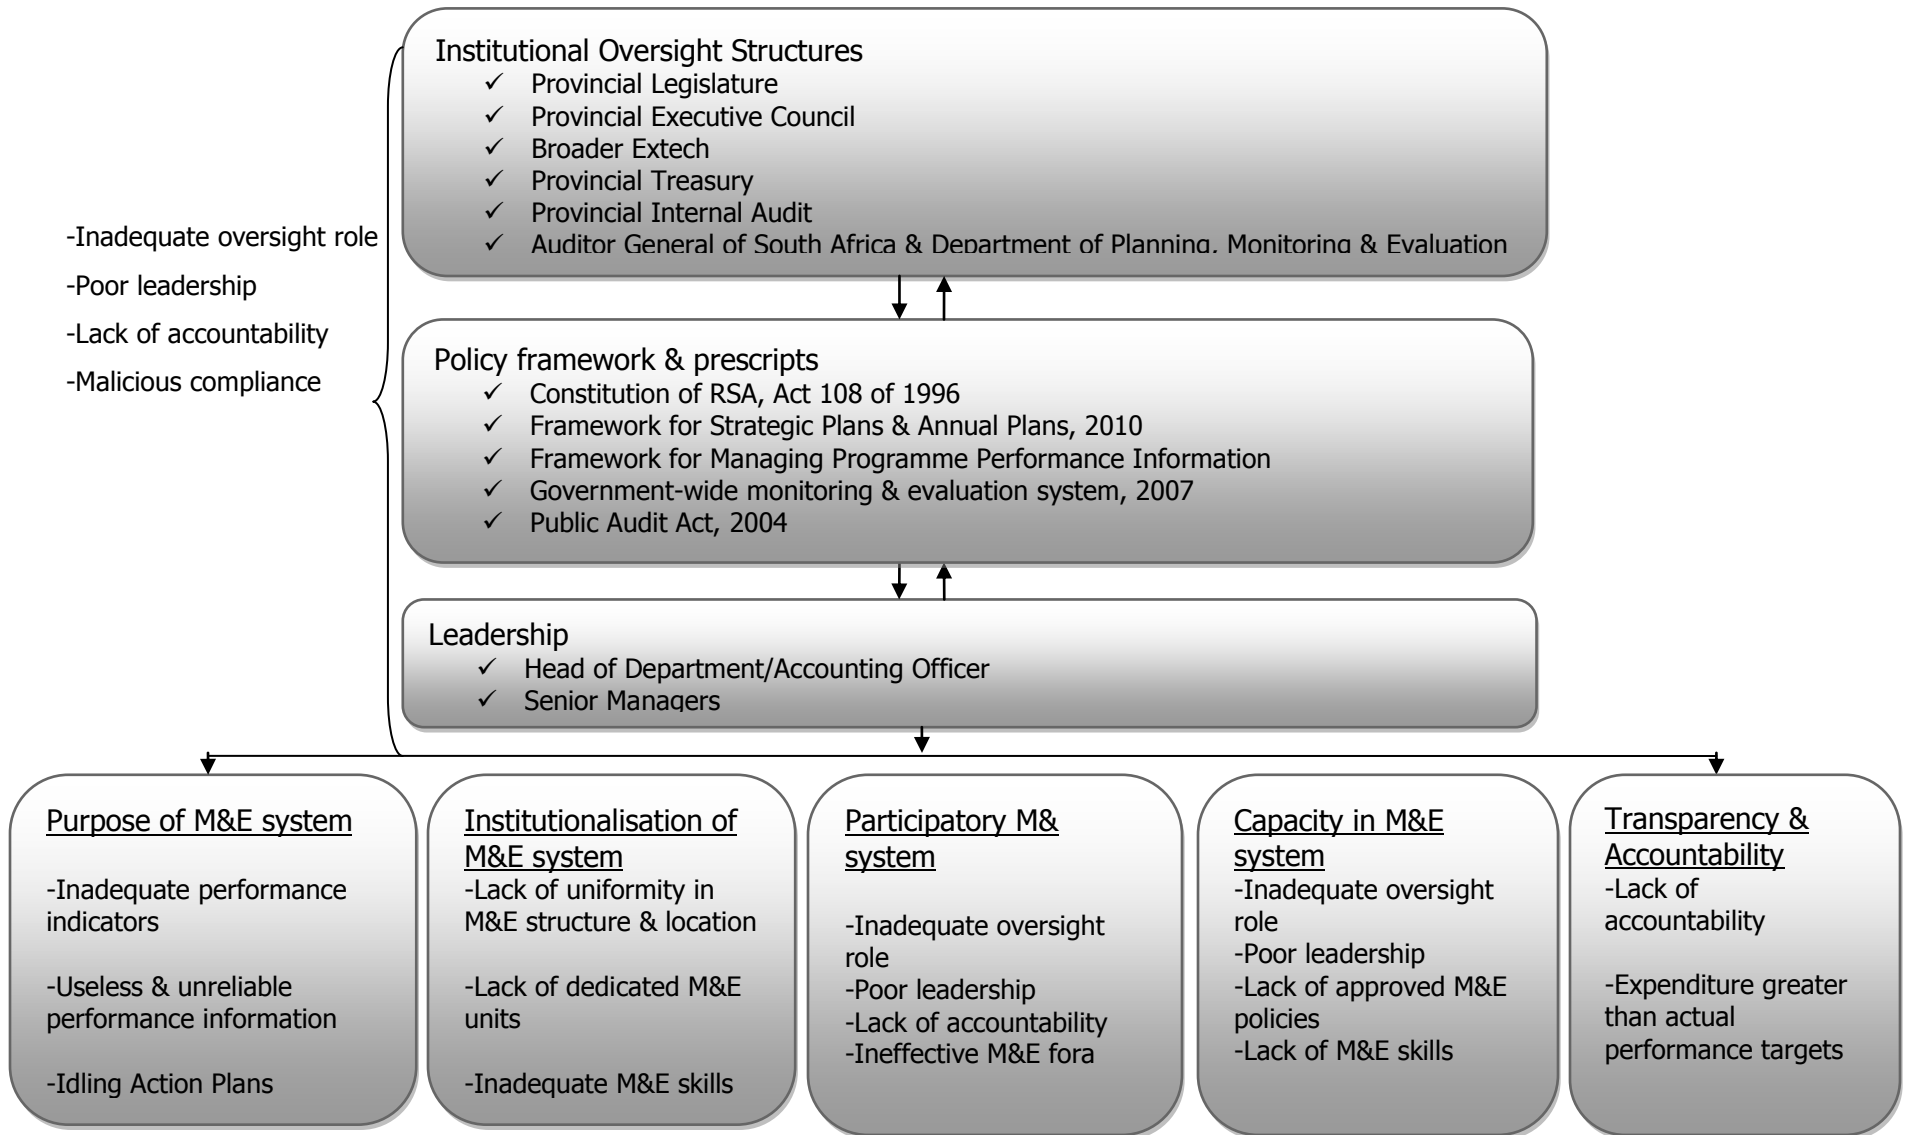 Institutional Oversight Structures
✓ Provincial Legislature
✓ Provincial Executive Council
✓ Broader Extech
✓ Provincial Treasury
✓ Provincial Internal Audit
✓ Auditor General of South Africa & Department of Planning, Monitoring & Evaluation
-Inadequate oversight role
-Poor leadership
-Lack of accountability
-Malicious compliance
Policy framework & prescripts
✓ Constitution of RSA, Act 108 of 1996
✓ Framework for Strategic Plans & Annual Plans, 2010
✓ Framework for Managing Programme Performance Information
✓ Government-wide monitoring & evaluation system, 2007
✓ Public Audit Act, 2004
Leadership
✓ Head of Department/Accounting Officer
✓ Senior Managers
Purpose of M&E system
-Inadequate performance
indicators
-Useless & unreliable
performance information
-Idling Action Plans
Institutionalisation of
M&E system
-Lack of uniformity in
M&E structure & location
-Lack of dedicated M&E
units
-Inadequate M&E skills
Participatory M&
system
-Inadequate oversight
role
-Poor leadership
-Lack of accountability
-Ineffective M&E fora
Capacity in M&E
system
-Inadequate oversight
role
-Poor leadership
-Lack of approved M&E
policies
-Lack of M&E skills
Transparency &
Accountability
-Lack of
accountability
-Expenditure greater
than actual
performance targets